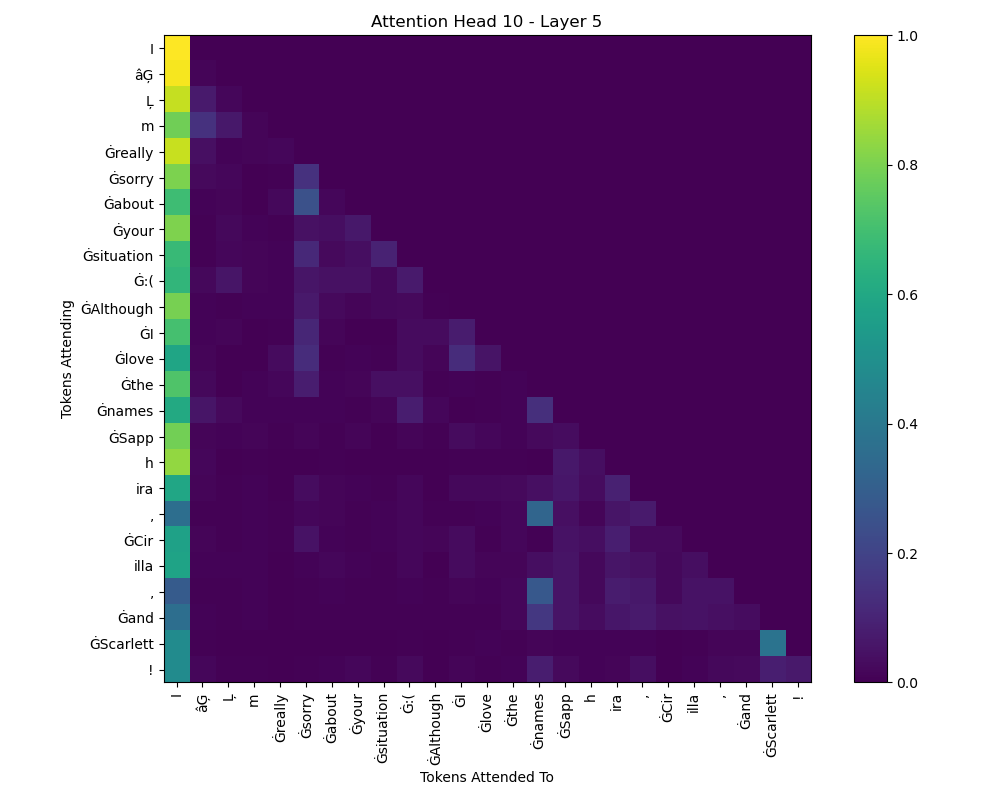 Attention Head 10 - Layer 5
Tokens Attending
I
âĢ
Ļ
m
Ġreally
Ġsorry
Ġabout
Ġyour
Ġsituation
Ġ:(
ĠAlthough
ĠI
Ġlove
Ġthe
Ġnames
ĠSapp
h
ira
,
ĠCir
illa
,
Ġand
ĠScarlett
!
I
âĢ
Ļ
m
Ġreally
Ġsorry
Ġabout
Ġyour
Ġsituation
Ġ:(
ĠAlthough
ĠI
Ġlove
Ġthe
Ġnames
ĠSapp
h
ira
,
ĠCir
illa
,
Ġand
ĠScarlett
!
Tokens Attended To
1.0
0.8
0.6
0.4
0.2
0.0